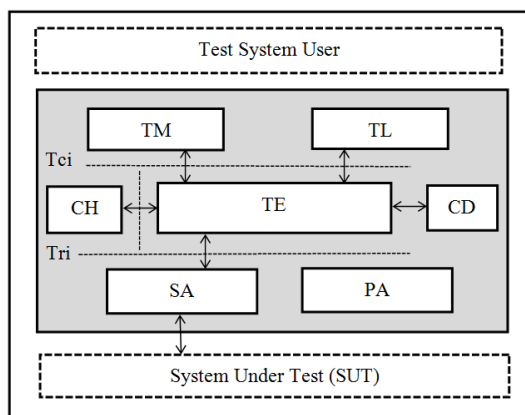 Test System User
TM
TL
Tci
CH
TE
CD
Tri
SA
PA
System Under Test (SUT)